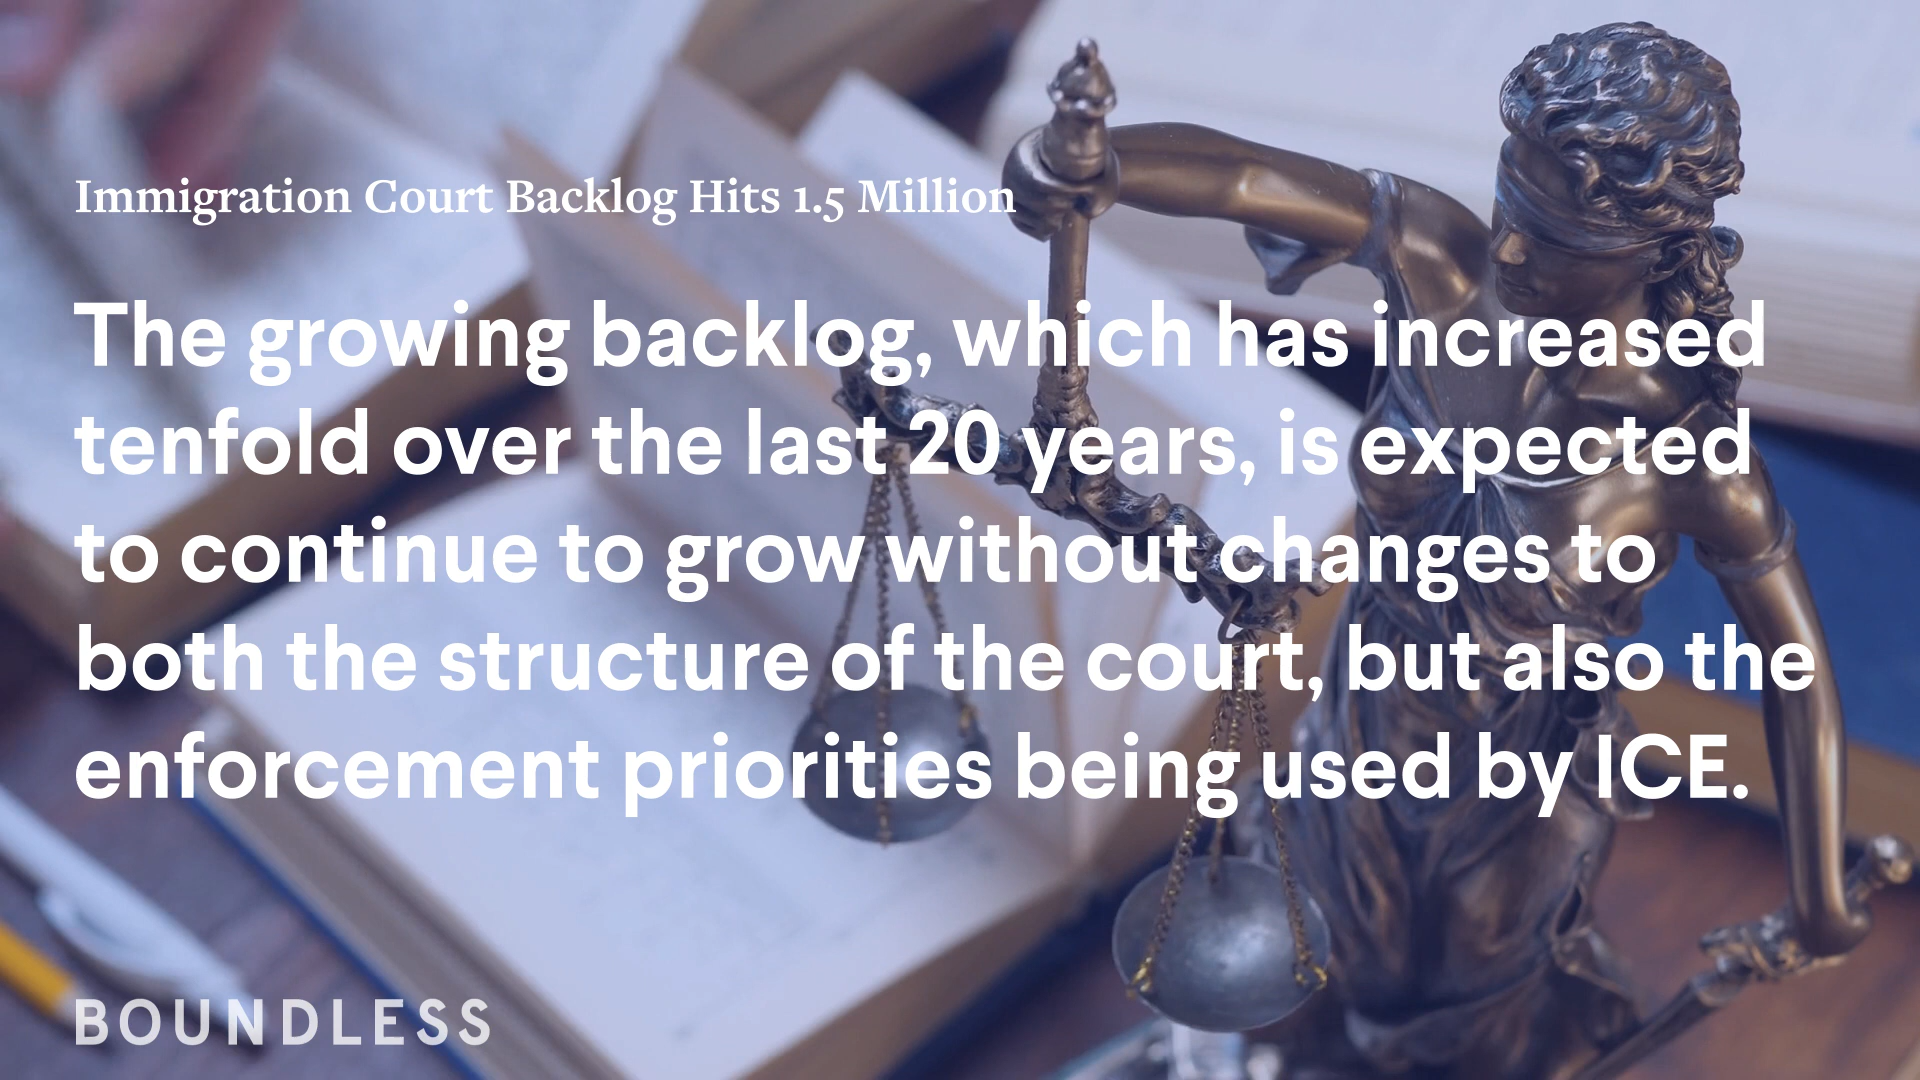 Immigration Court Backlog Hits 1.5 Million
The growing backlog, which has increased
tenfold over the last 20 years, is expected
to continue to grow without changes to
both the structure of the court, but also the
enforcement priorities being used by ICE.
BOUNDLESS